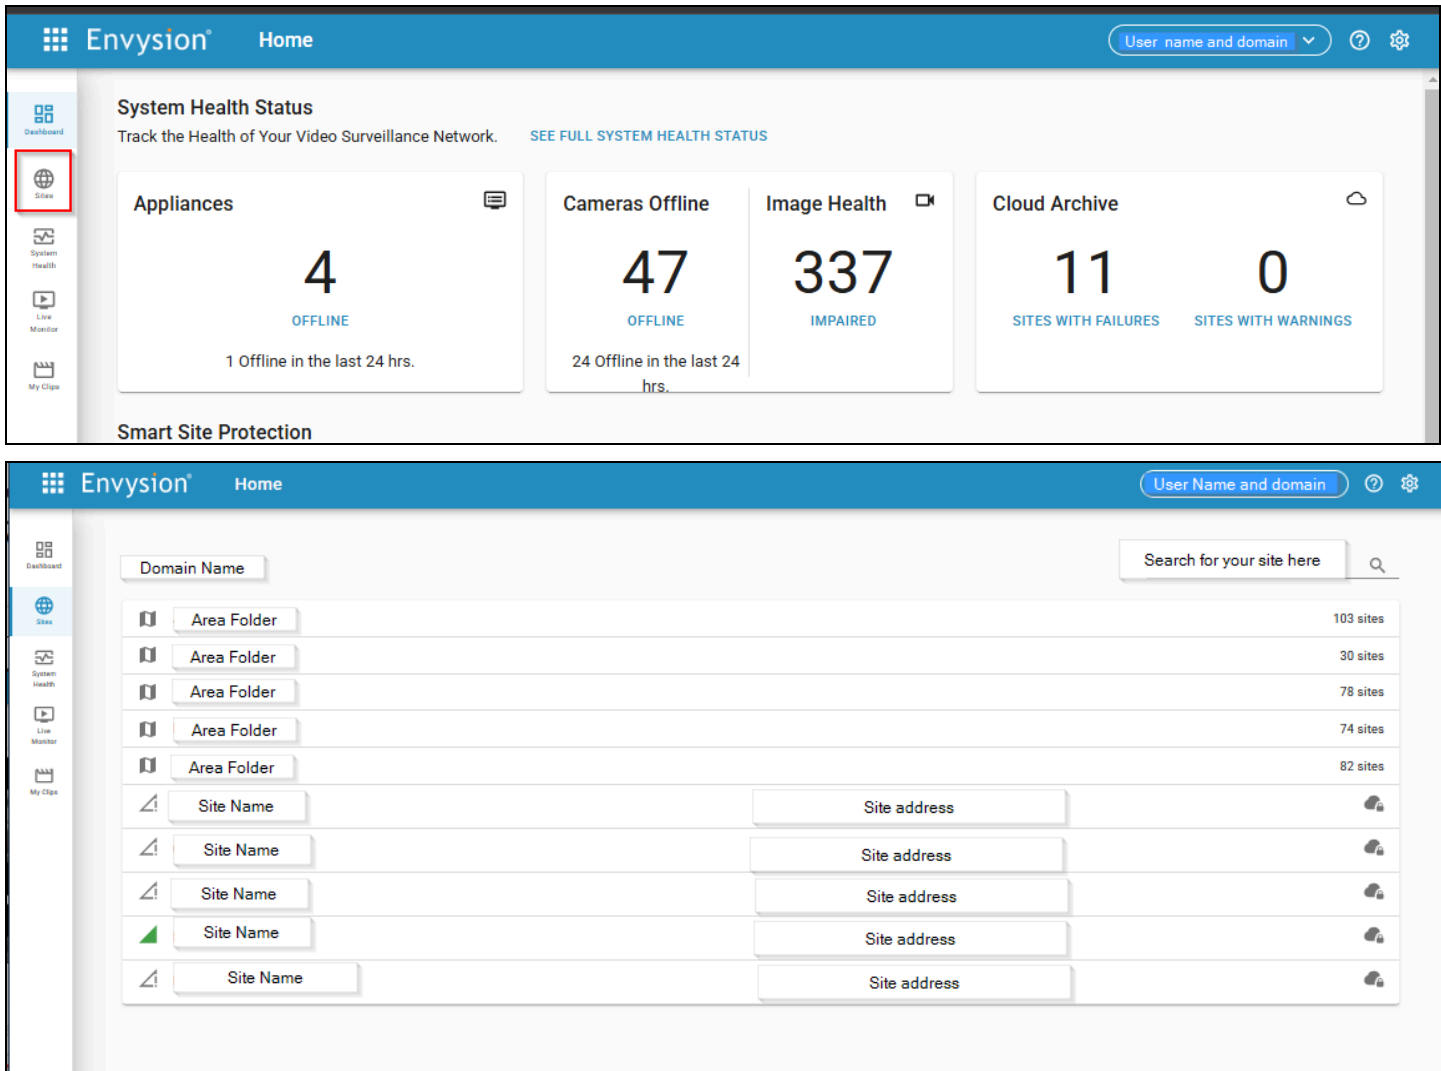 Envysion® Home User name and domain
Dashboard
Sites
System
Health
Live
Monitor
My Clips
System Health Status
Track the Health of Your Video Surveillance Network. SEE FULL SYSTEM HEALTH STATUS
Appliances
4
OFFLINE
1 Offline in the last 24 hrs.
Cameras Offline
47
OFFLINE
24 Offline in the last 24
hrs.
Image Health
337
IMPAIRED
Cloud Archive
11 0
SITES WITH FAILURES SITES WITH WARNINGS
Smart Site Protection
Envysion® Home User Name and domain
Dashboard
Sites
System
Health
Live
Monitor
My Clips
Domain Name Search for your site here
Area Folder 103 sites
Area Folder 30 sites
Area Folder 78 sites
Area Folder 74 sites
Area Folder 82 sites
Site Name Site address
Site Name Site address
Site Name Site address
Site Name Site address
Site Name Site address